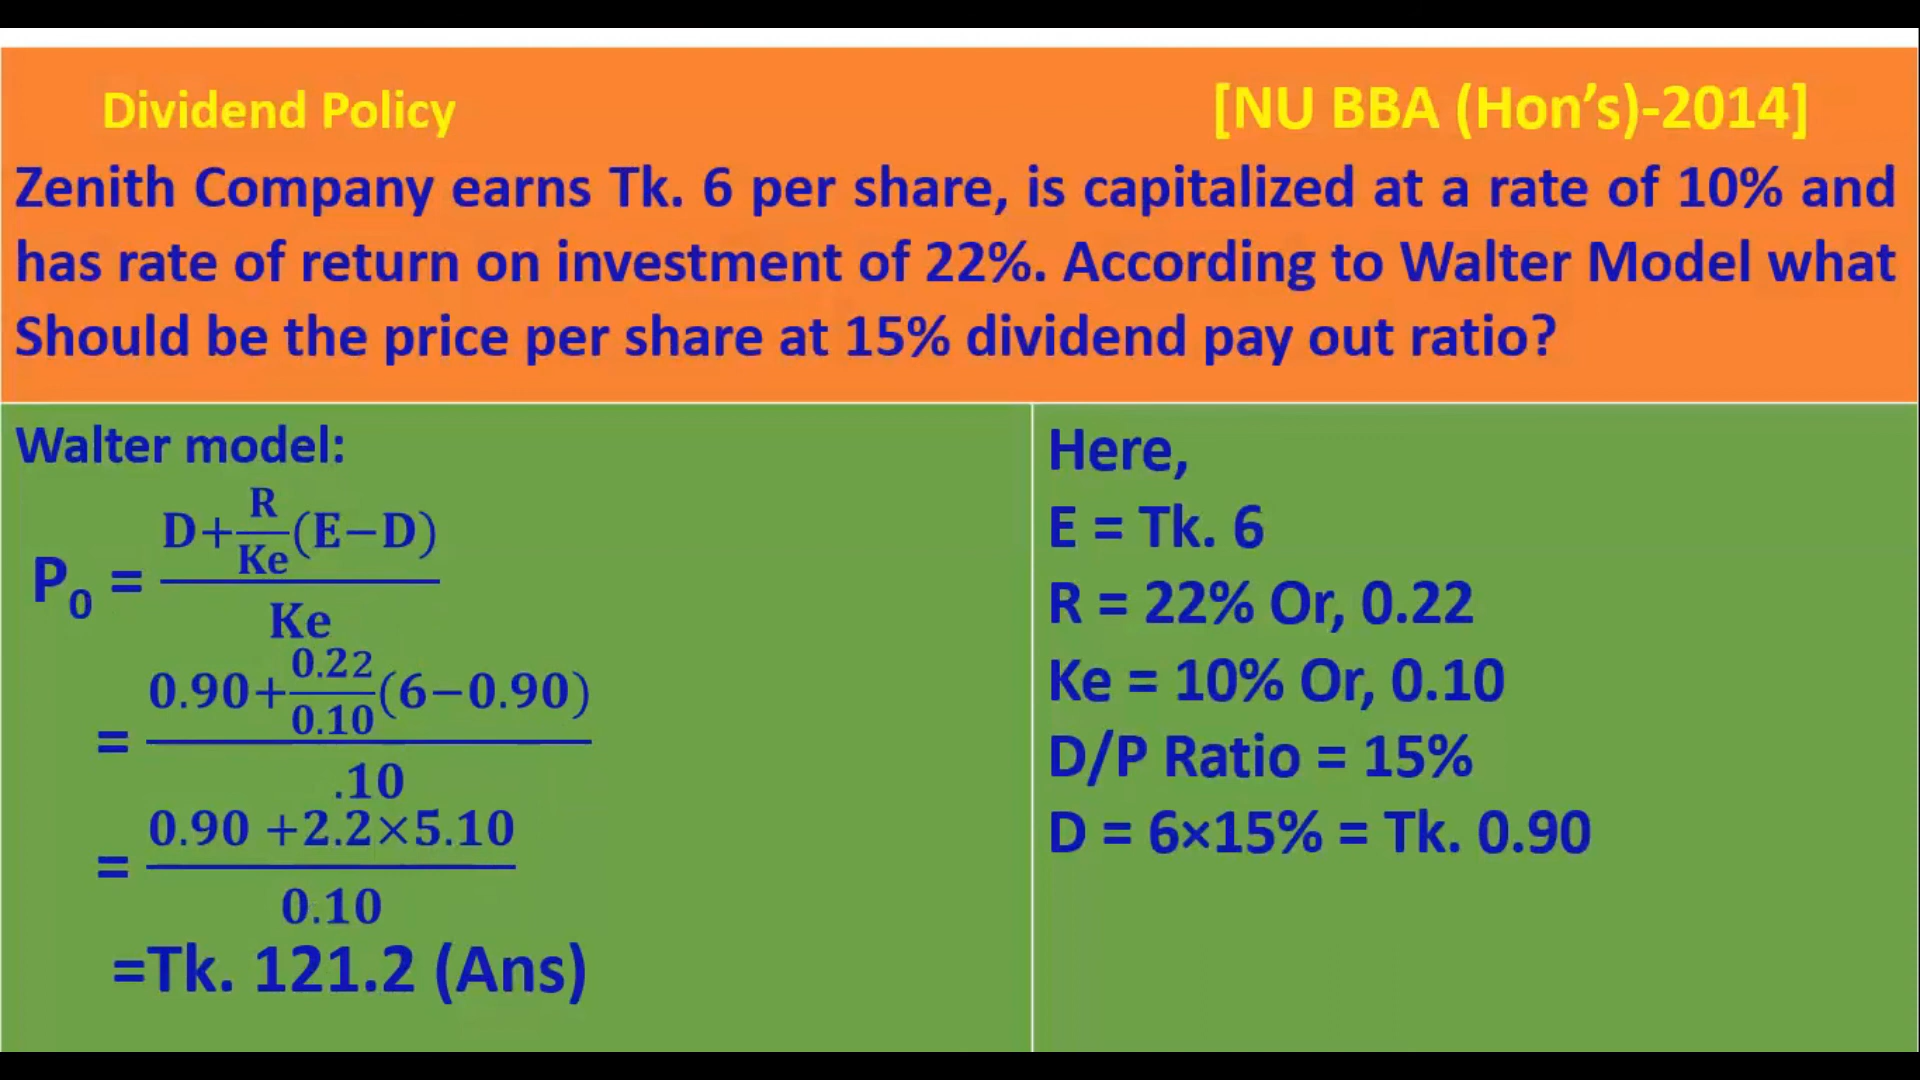 Dividend Policy [NU BBA (Hon’s)-2014]
Zenith Company earns Tk. 6 per share, is capitalized at a rate of 10% and
has rate of return on investment of 22%. According to Walter Model what
Should be the price per share at 15% dividend pay out ratio?
Walter model:
P₀ = (D+R/Ke(E−D))/Ke
= (0.90+0.22/0.10(6−0.90))/.10
= (0.90 +2.2×5.10)/0.10
=Tk. 121.2 (Ans)
Here,
E = Tk. 6
R = 22% Or, 0.22
Ke = 10% Or, 0.10
D/P Ratio = 15%
D = 6×15% = Tk. 0.90